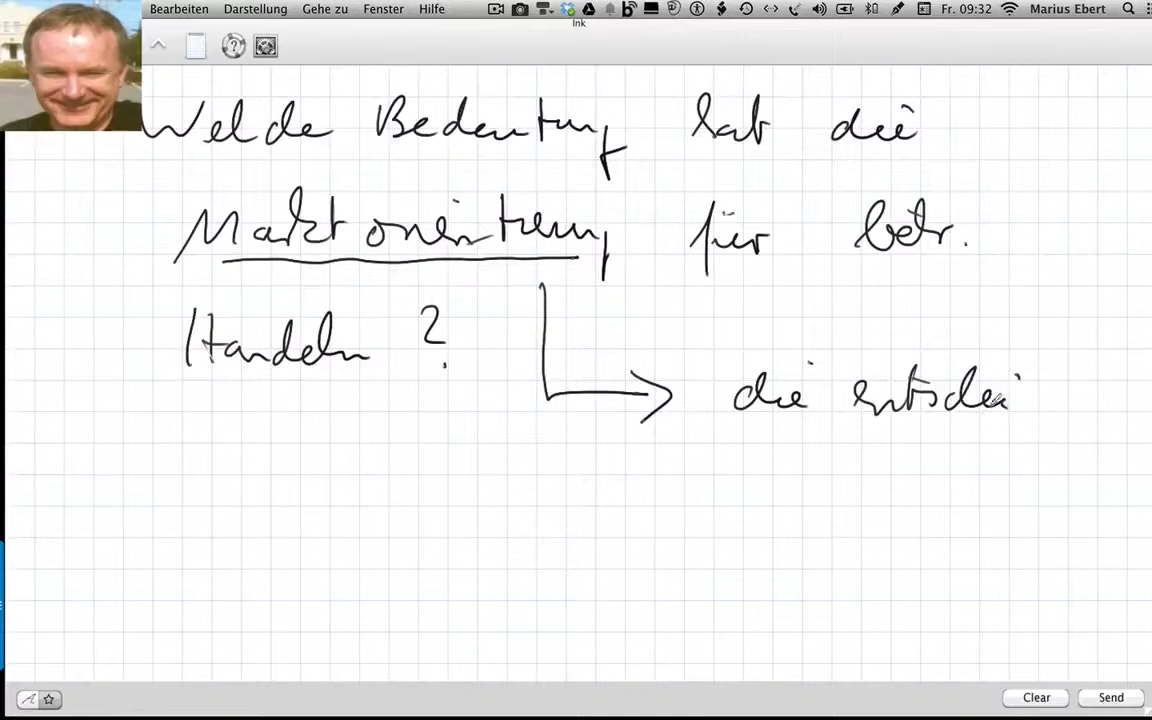 Bearbeiten Darstellung Gehe zu Fenster Hilfe Fr. 09:32 Marius Ebert
Ink
Welche Bedeutung hat die
Marktorientierung für betr.
Handeln ?
die entschei
Clear Send